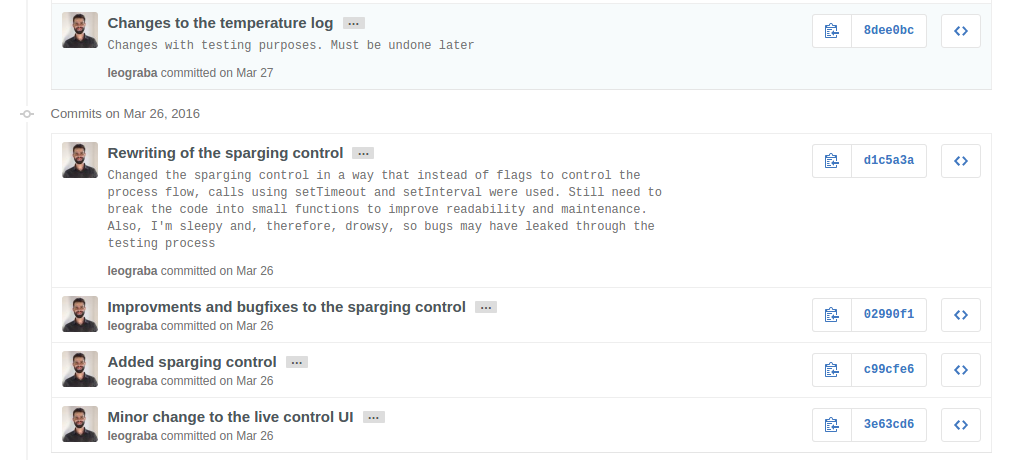 Changes to the temperature log ...
8dee0bc
Changes with testing purposes. Must be undone later
leograba committed on Mar 27
Commits on Mar 26, 2016
Rewriting of the sparging control ...
d1c5a3a
Changed the sparging control in a way that instead of flags to control the
process flow, calls using setTimeout and setInterval were used. Still need to
break the code into small functions to improve readability and maintenance.
Also, I'm sleepy and, therefore, drowsy, so bugs may have leaked through the
testing process
leograba committed on Mar 26
Improvments and bugfixes to the sparging control ...
02990f1
leograba committed on Mar 26
Added sparging control ...
c99cfe6
leograba committed on Mar 26
Minor change to the live control UI ...
3e63cd6
leograba committed on Mar 26